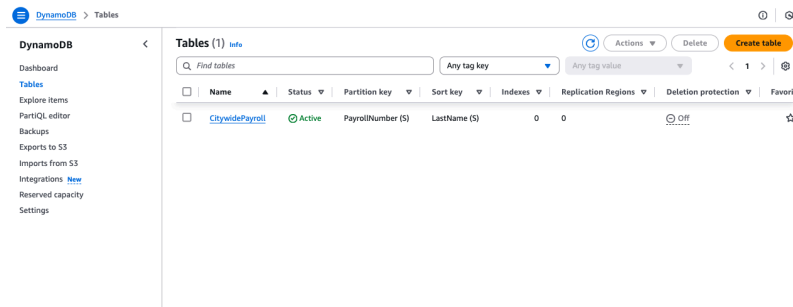 DynamoDB > Tables
DynamoDB
Dashboard
Tables
Explore items
PartiQL editor
Backups
Exports to S3
Imports from S3
Integrations New
Reserved capacity
Settings
Tables (1) Info
Actions
Delete
Create table
Find tables
Any tag key
Any tag value
1
Name Status Partition key Sort key Indexes Replication Regions Deletion protection Favori
CitywidePayroll Active PayrollNumber (S) LastName (S) 0 0 Off